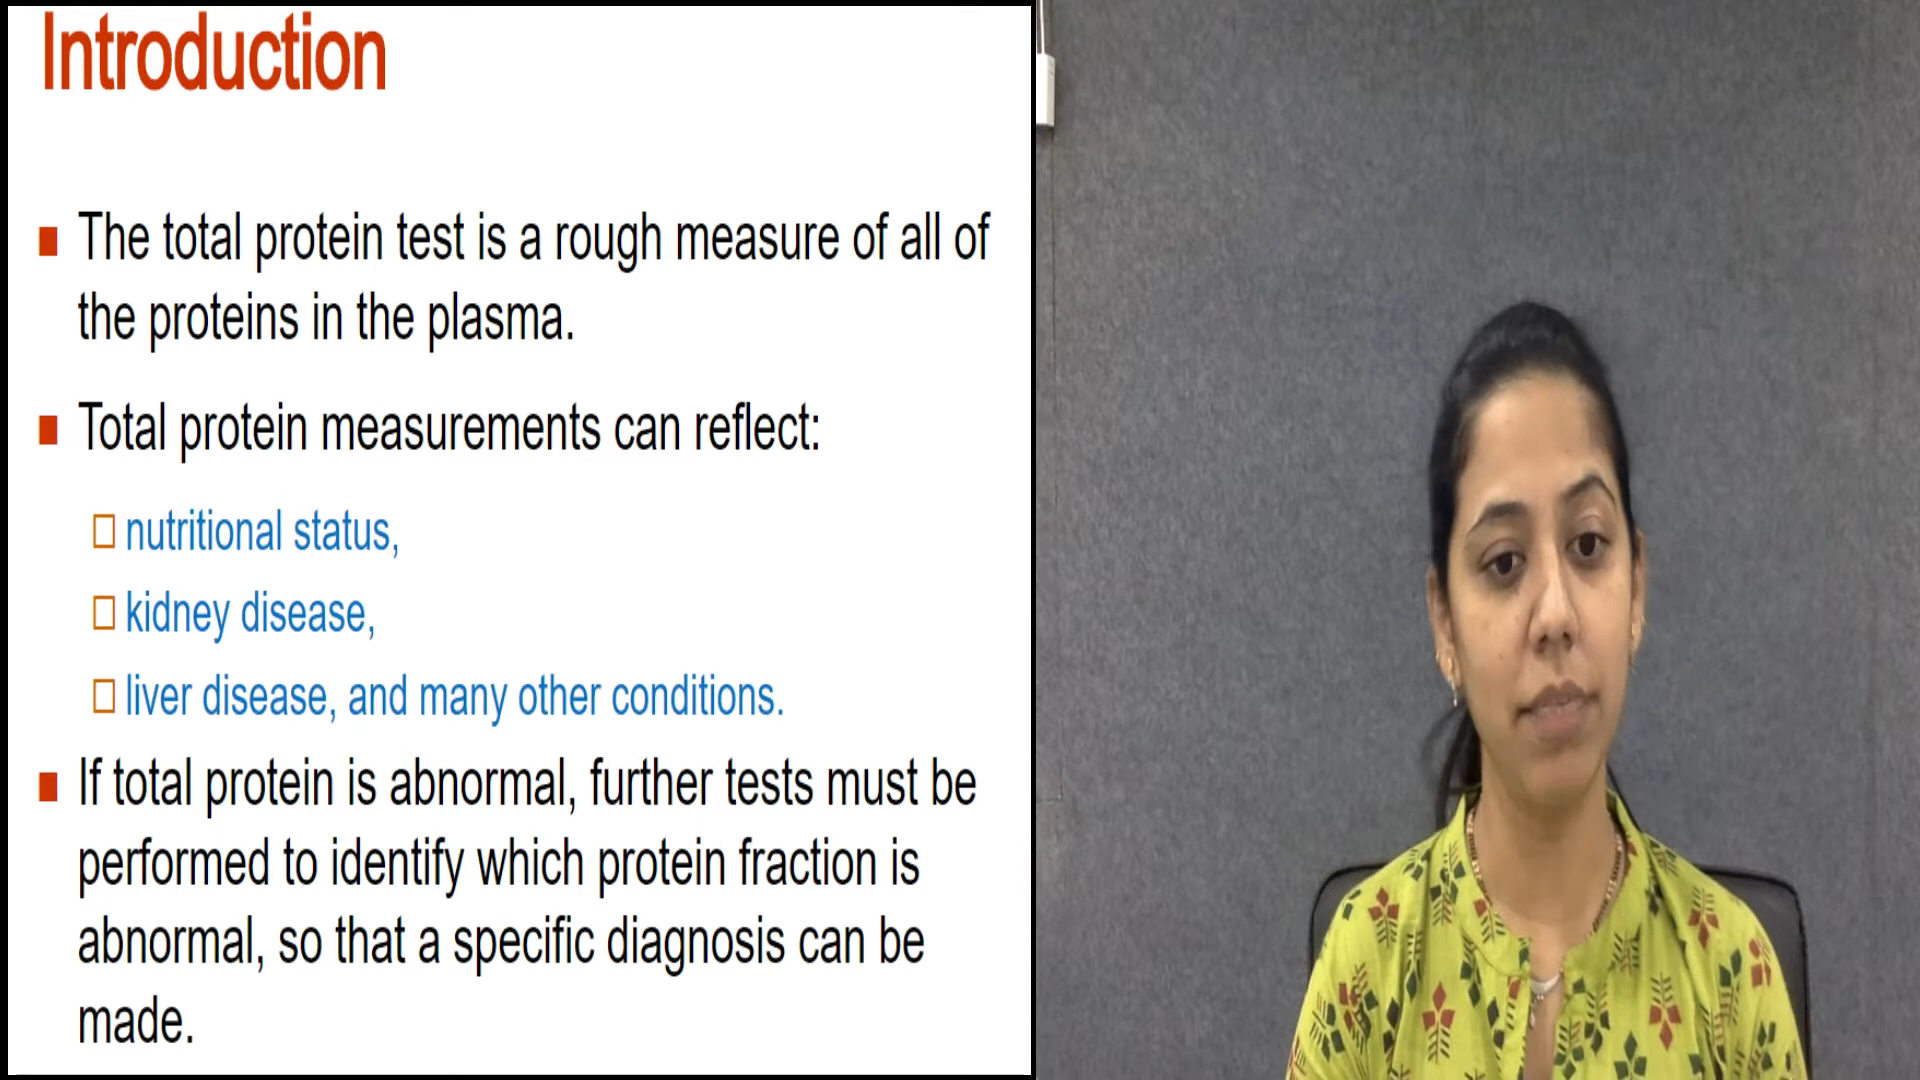 Introduction
The total protein test is a rough measure of all of
the proteins in the plasma.
Total protein measurements can reflect:
nutritional status,
kidney disease,
liver disease, and many other conditions.
If total protein is abnormal, further tests must be
performed to identify which protein fraction is
abnormal, so that a specific diagnosis can be
made.